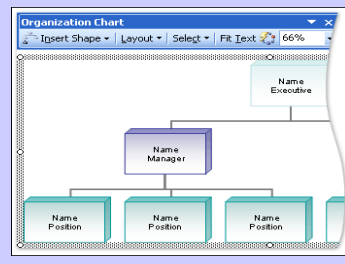 Organization Chart
Insert Shape Layout Select Fit Text 66%
Name
Executive
Name
Manager
Name
Position
Name
Position
Name
Position